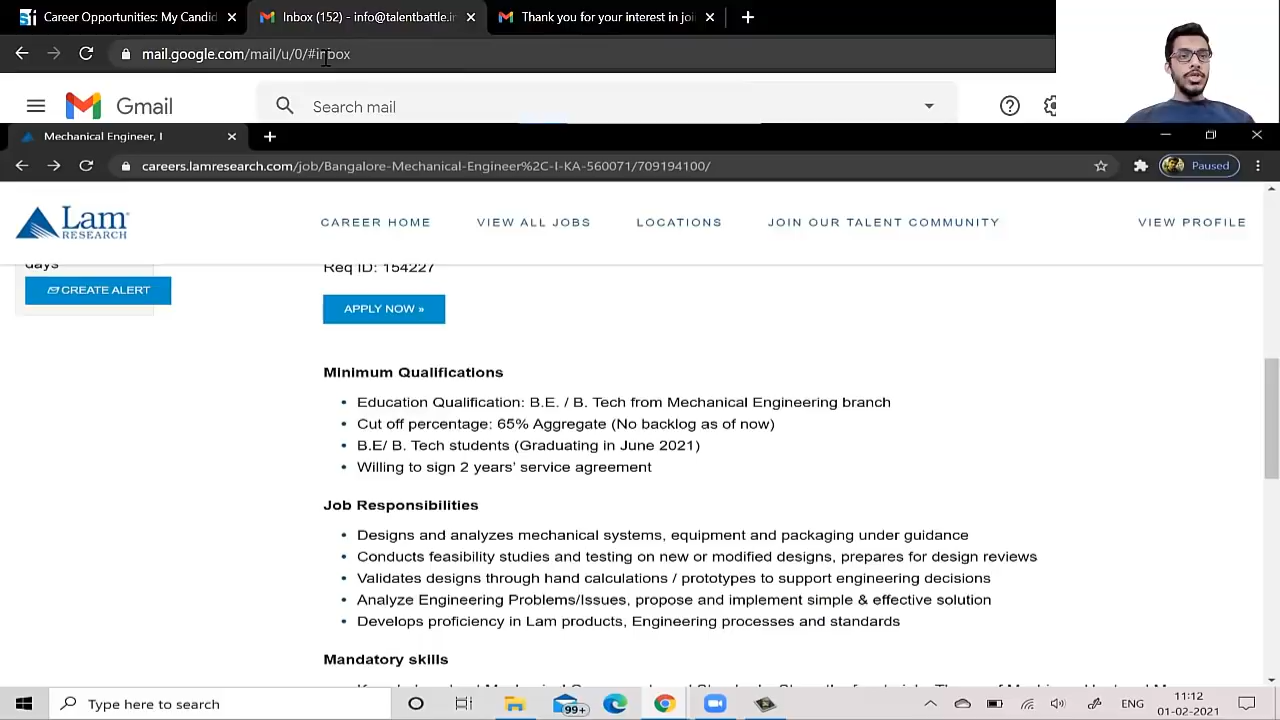 Career Opportunities: My Candid
Inbox (152) - info@talentbattle.in
Thank you for your interest in joi
mail.google.com/mail/u/0/#inbox
Gmail
Search mail
Mechanical Engineer, I
careers.lamresearch.com/job/Bangalore-Mechanical-Engineer%2C-I-KA-560071/709194100/
Paused
Lam
RESEARCH
CAREER HOME
VIEW ALL JOBS
LOCATIONS
JOIN OUR TALENT COMMUNITY
VIEW PROFILE
days
Req ID: 154227
CREATE ALERT
APPLY NOW »
Minimum Qualifications
• Education Qualification: B.E. / B. Tech from Mechanical Engineering branch
• Cut off percentage: 65% Aggregate (No backlog as of now)
• B.E/ B. Tech students (Graduating in June 2021)
• Willing to sign 2 years' service agreement
Job Responsibilities
• Designs and analyzes mechanical systems, equipment and packaging under guidance
• Conducts feasibility studies and testing on new or modified designs, prepares for design reviews
• Validates designs through hand calculations / prototypes to support engineering decisions
• Analyze Engineering Problems/Issues, propose and implement simple & effective solution
• Develops proficiency in Lam products, Engineering processes and standards
Mandatory skills
Type here to search
99+
ENG
11:12
01-02-2021